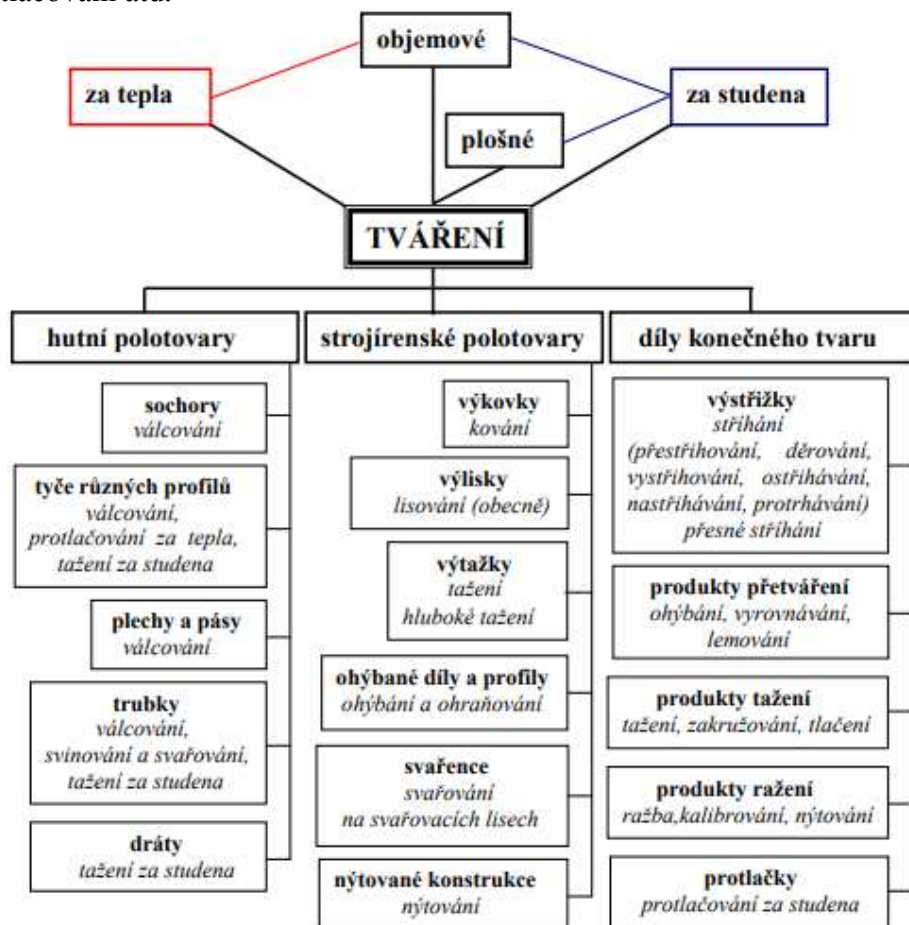 objemové
za tepla
za studena
plošné
TVÁŘENÍ
hutní polotovary
sochory
válcování
tyče různých profilů
válcování,
protlačování za tepla,
tažení za studena
plechy a pásy
válcování
trubky
válcování,
svinování a svařování,
tažení za studena
dráty
tažení za studena
strojírenské polotovary
výkovky
kování
výlisky
lisování (obecně)
výtažky
tažení
hluboké tažení
ohýbané díly a profily
ohýbání a ohraňování
svařence
svařování
na svařovacích lisech
nýtované konstrukce
nýtování
díly konečného tvaru
výstřižky
stříhání
(přestřihování, děrování,
vystřihování, ostřihávání,
nastřihávání, protrhávání)
přesné stříhání
produkty přetváření
ohýbání, vyrovnávání,
lemování
produkty tažení
tažení, zakružování, tlačení
produkty ražení
ražba,kalibrování, nýtování
protlačky
protlačování za studena